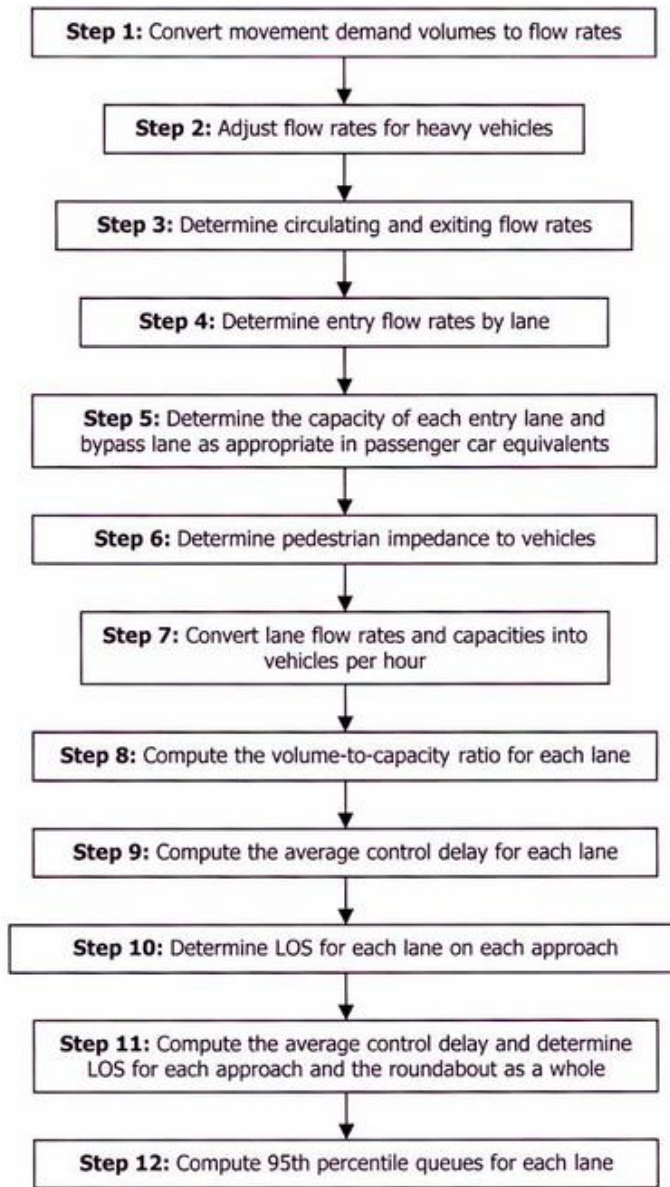 Step 1: Convert movement demand volumes to flow rates
Step 2: Adjust flow rates for heavy vehicles
Step 3: Determine circulating and exiting flow rates
Step 4: Determine entry flow rates by lane
Step 5: Determine the capacity of each entry lane and
bypass lane as appropriate in passenger car equivalents
Step 6: Determine pedestrian impedance to vehicles
Step 7: Convert lane flow rates and capacities into
vehicles per hour
Step 8: Compute the volume-to-capacity ratio for each lane
Step 9: Compute the average control delay for each lane
Step 10: Determine LOS for each lane on each approach
Step 11: Compute the average control delay and determine
LOS for each approach and the roundabout as a whole
Step 12: Compute 95th percentile queues for each lane